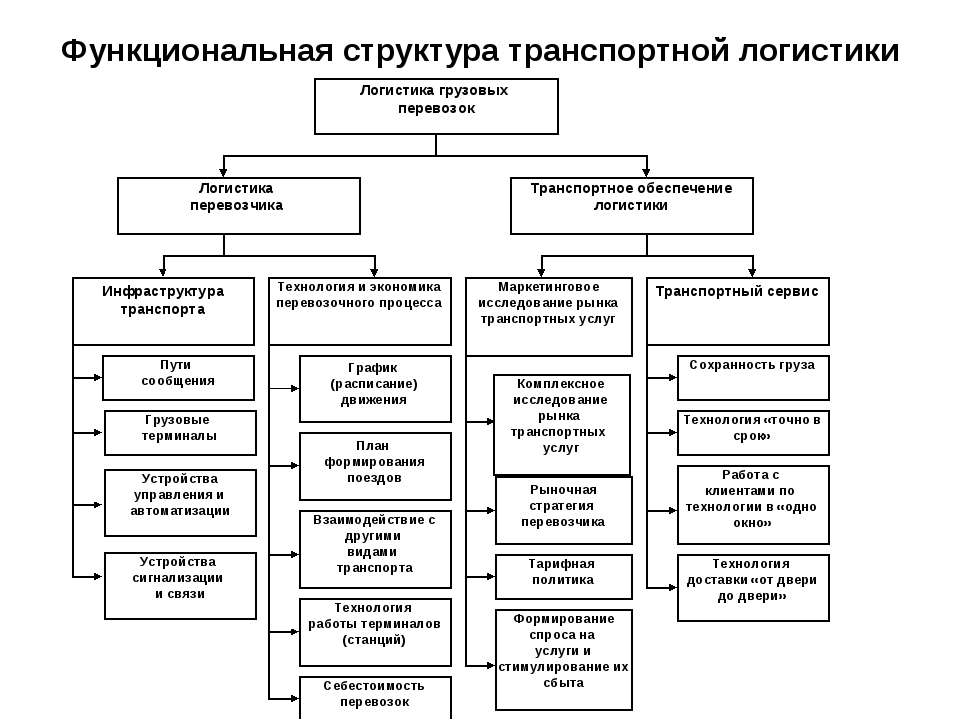 Функциональная структура транспортной логистики
Логистика грузовых
перевозок
Логистика
перевозчика
Транспортное обеспечение
логистики
Инфраструктура
транспорта
Пути
сообщения
Грузовые
терминалы
Устройства
управления и
автоматизации
Устройства
сигнализации
и связи
Технология и экономика
перевозочного процесса
График
(расписание)
движения
План
формирования
поездов
Взаимодействие с
другими
видами
транспорта
Технология
работы терминалов
(станций)
Себестоимость
перевозок
Маркетинговое
исследование рынка
транспортных услуг
Комплексное
исследование
рынка
транспортных
услуг
Рыночная
стратегия
перевозчика
Тарифная
политика
Формирование
спроса на
услуги и
стимулирование их
сбыта
Транспортный сервис
Сохранность груза
Технология «точно в
срок»
Работа с
клиентами по
технологии в «одно
окно»
Технология
доставки «от двери
до двери»